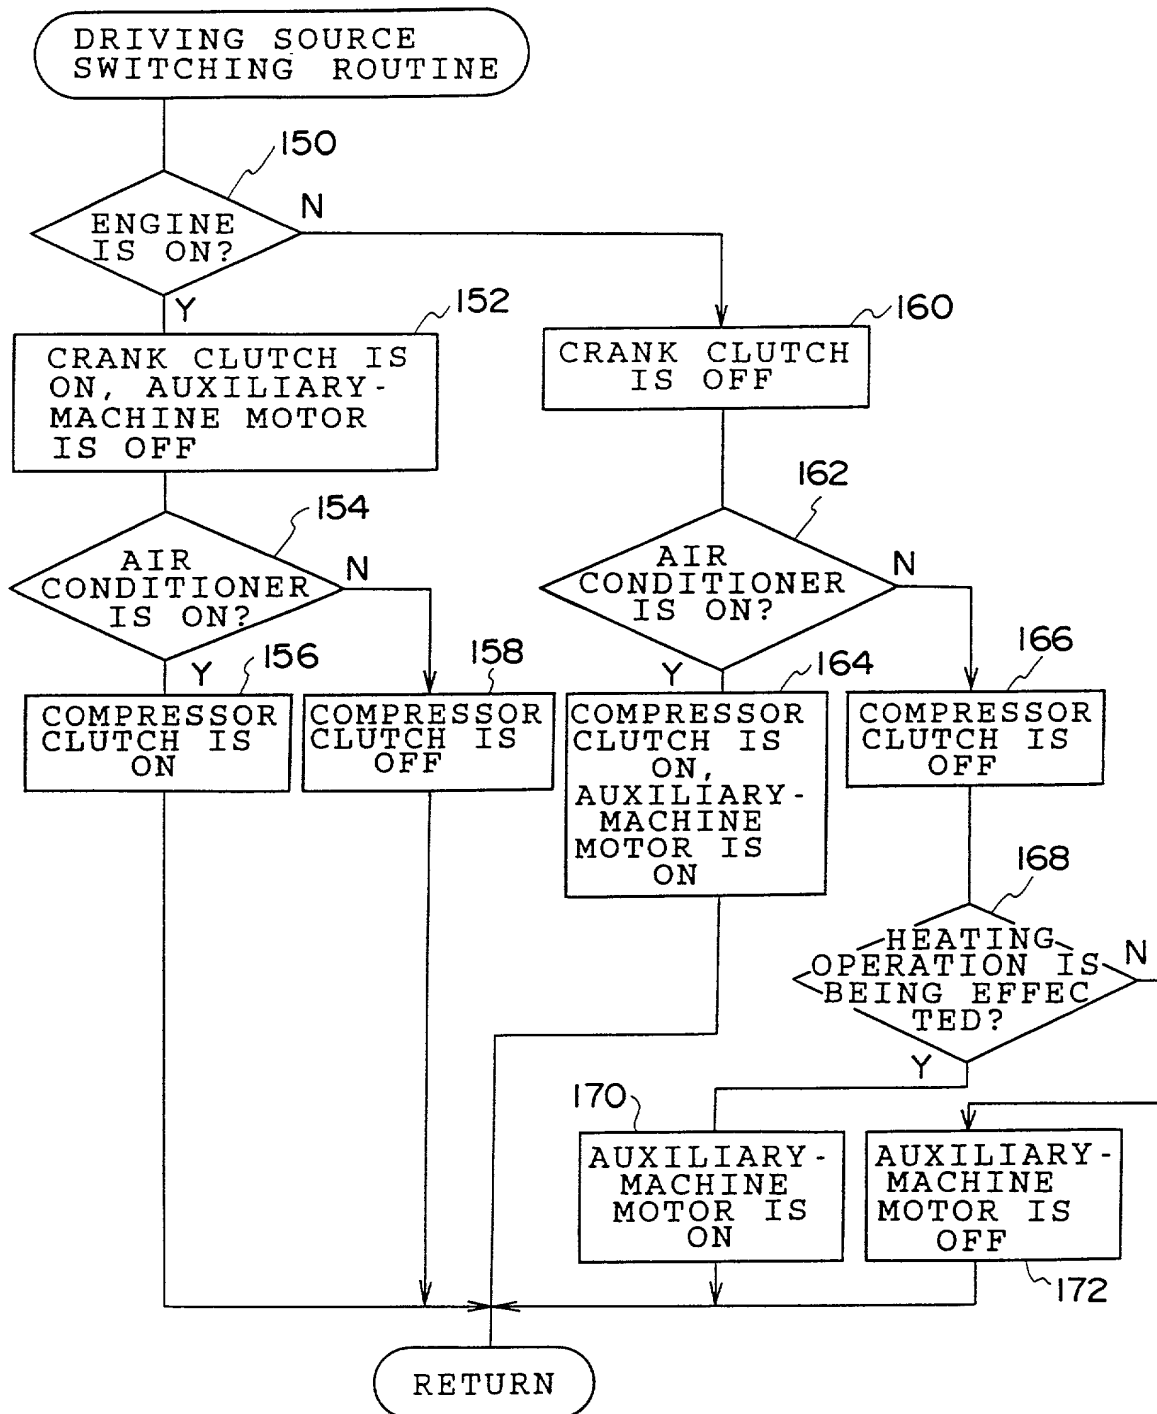 DRIVING SOURCE
SWITCHING ROUTINE
150
ENGINE
IS ON?
N
Y
152
CRANK CLUTCH IS
ON, AUXILIARY-
MACHINE MOTOR
IS OFF
160
CRANK CLUTCH
IS OFF
154
AIR
CONDITIONER
IS ON?
N
Y
162
AIR
CONDITIONER
IS ON?
N
Y
156
COMPRESSOR
CLUTCH IS
ON
158
COMPRESSOR
CLUTCH IS
OFF
164
COMPRESSOR
CLUTCH IS
ON,
AUXILIARY-
MACHINE
MOTOR IS
ON
166
COMPRESSOR
CLUTCH IS
OFF
168
HEATING
OPERATION IS
BEING EFFEC
TED?
N
Y
170
AUXILIARY-
MACHINE
MOTOR IS
ON
AUXILIARY-
MACHINE
MOTOR IS
OFF
172
RETURN